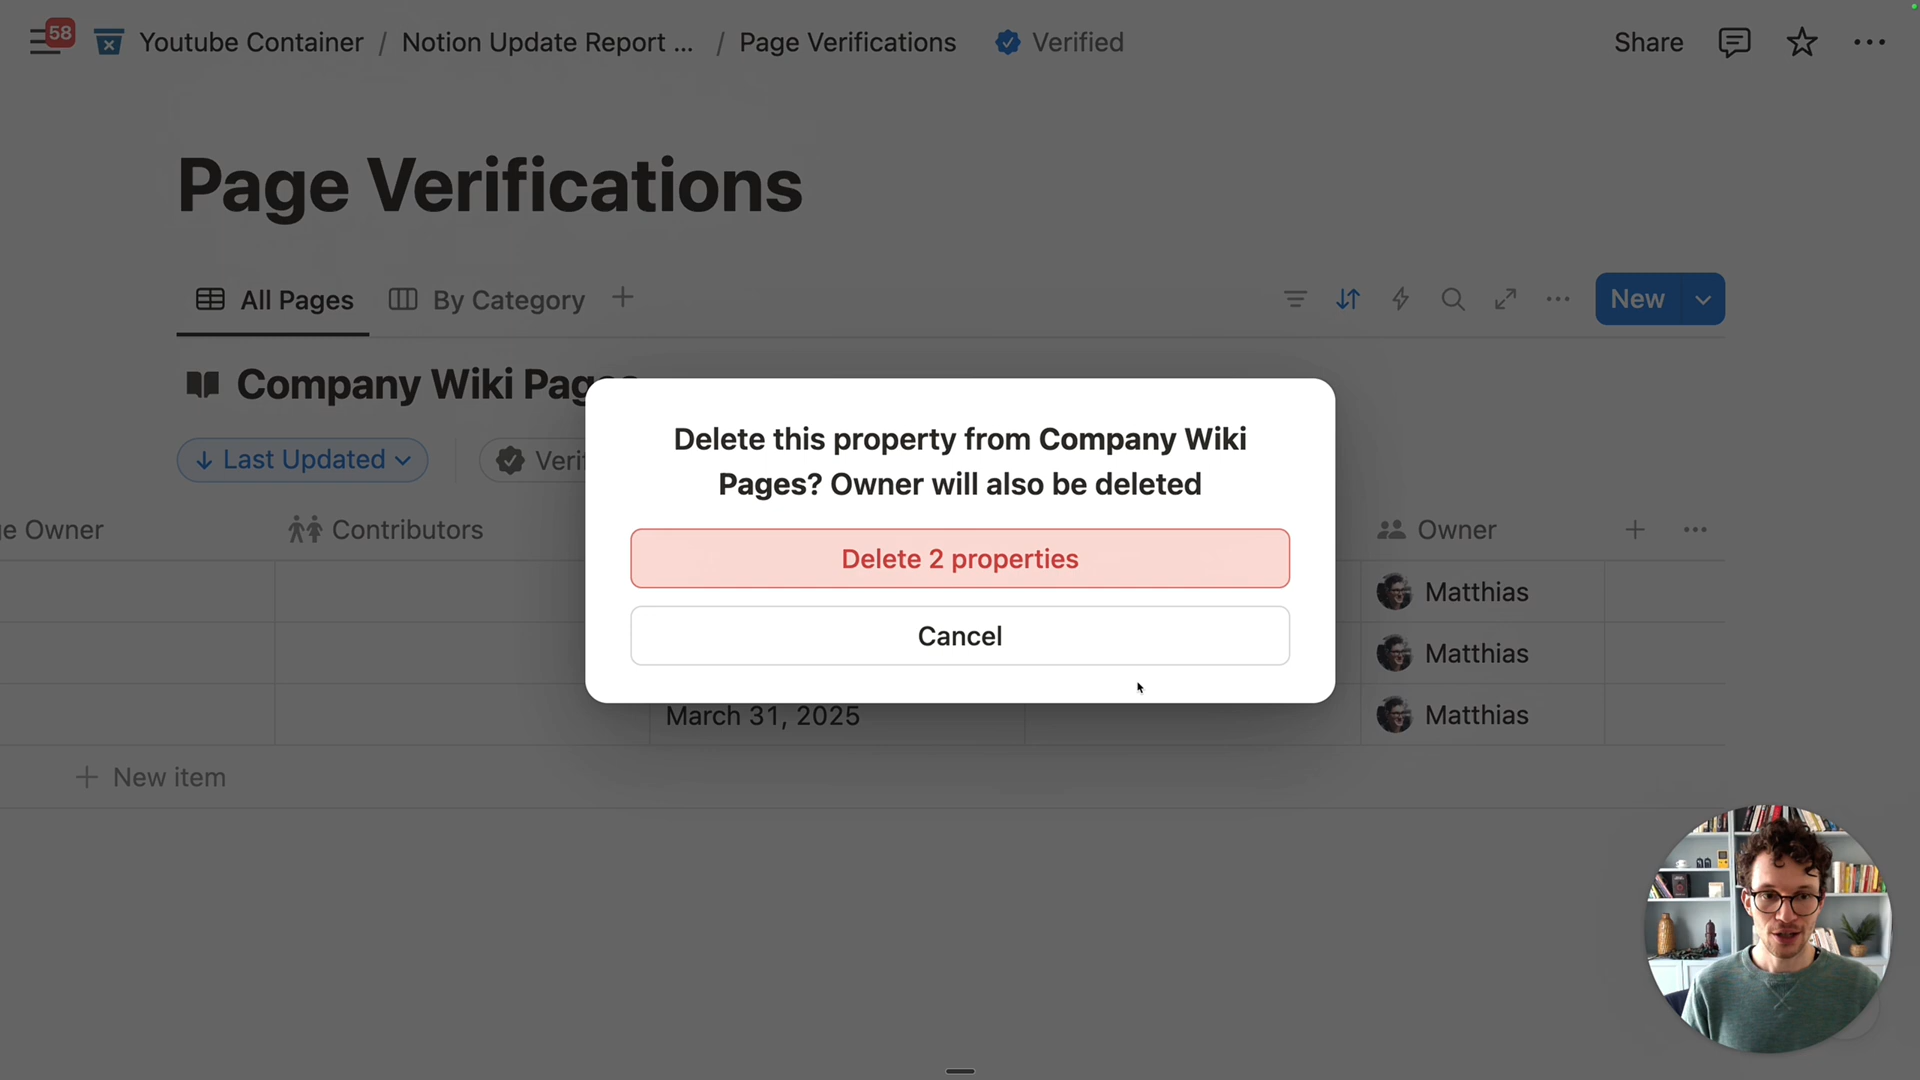 58
Youtube Container / Notion Update Report ... / Page Verifications Verified
Share
Page Verifications
All Pages
By Category
New
Company Wiki Pages
Last Updated
Verif
e Owner
Contributors
Owner
Matthias
Matthias
March 31, 2025
Matthias
New item
Delete this property from Company Wiki
Pages? Owner will also be deleted
Delete 2 properties
Cancel